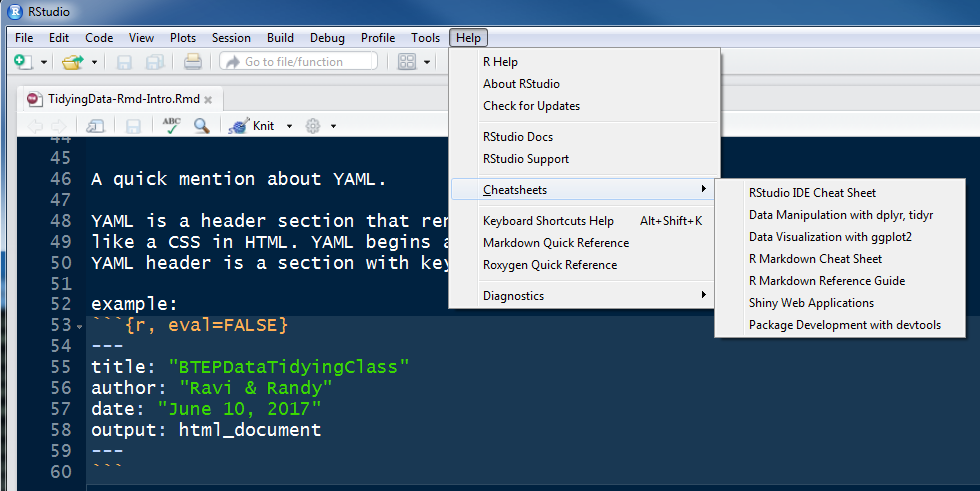 RStudio
File Edit Code View Plots Session Build Debug Profile Tools Help
Go to file/function
TidyingData-Rmd-Intro.Rmd
ABC Knit
R Help
About RStudio
Check for Updates
RStudio Docs
RStudio Support
Cheatsheets
Keyboard Shortcuts Help Alt+Shift+K
Markdown Quick Reference
Roxygen Quick Reference
Diagnostics
RStudio IDE Cheat Sheet
Data Manipulation with dplyr, tidyr
Data Visualization with ggplot2
R Markdown Cheat Sheet
R Markdown Reference Guide
Shiny Web Applications
Package Development with devtools
44
45
46 A quick mention about YAML.
47
48 YAML is a header section that ren
49 like a CSS in HTML. YAML begins a
50 YAML header is a section with key
51
52 example:
53 ```{r, eval=FALSE}
54 ---
55 title: "BTEPDataTidyingClass"
56 author: "Ravi & Randy"
57 date: "June 10, 2017"
58 output: html_document
59 ---
60 ```